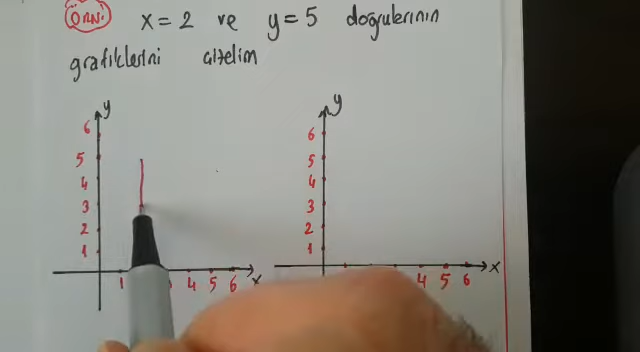 ÖRN: x = 2 ve y = 5 doğrularının
grafiklerini çizelim
y
6
5
4
3
2
1
1 4 5 6 x
y
6
5
4
3
2
1
4 5 6 x